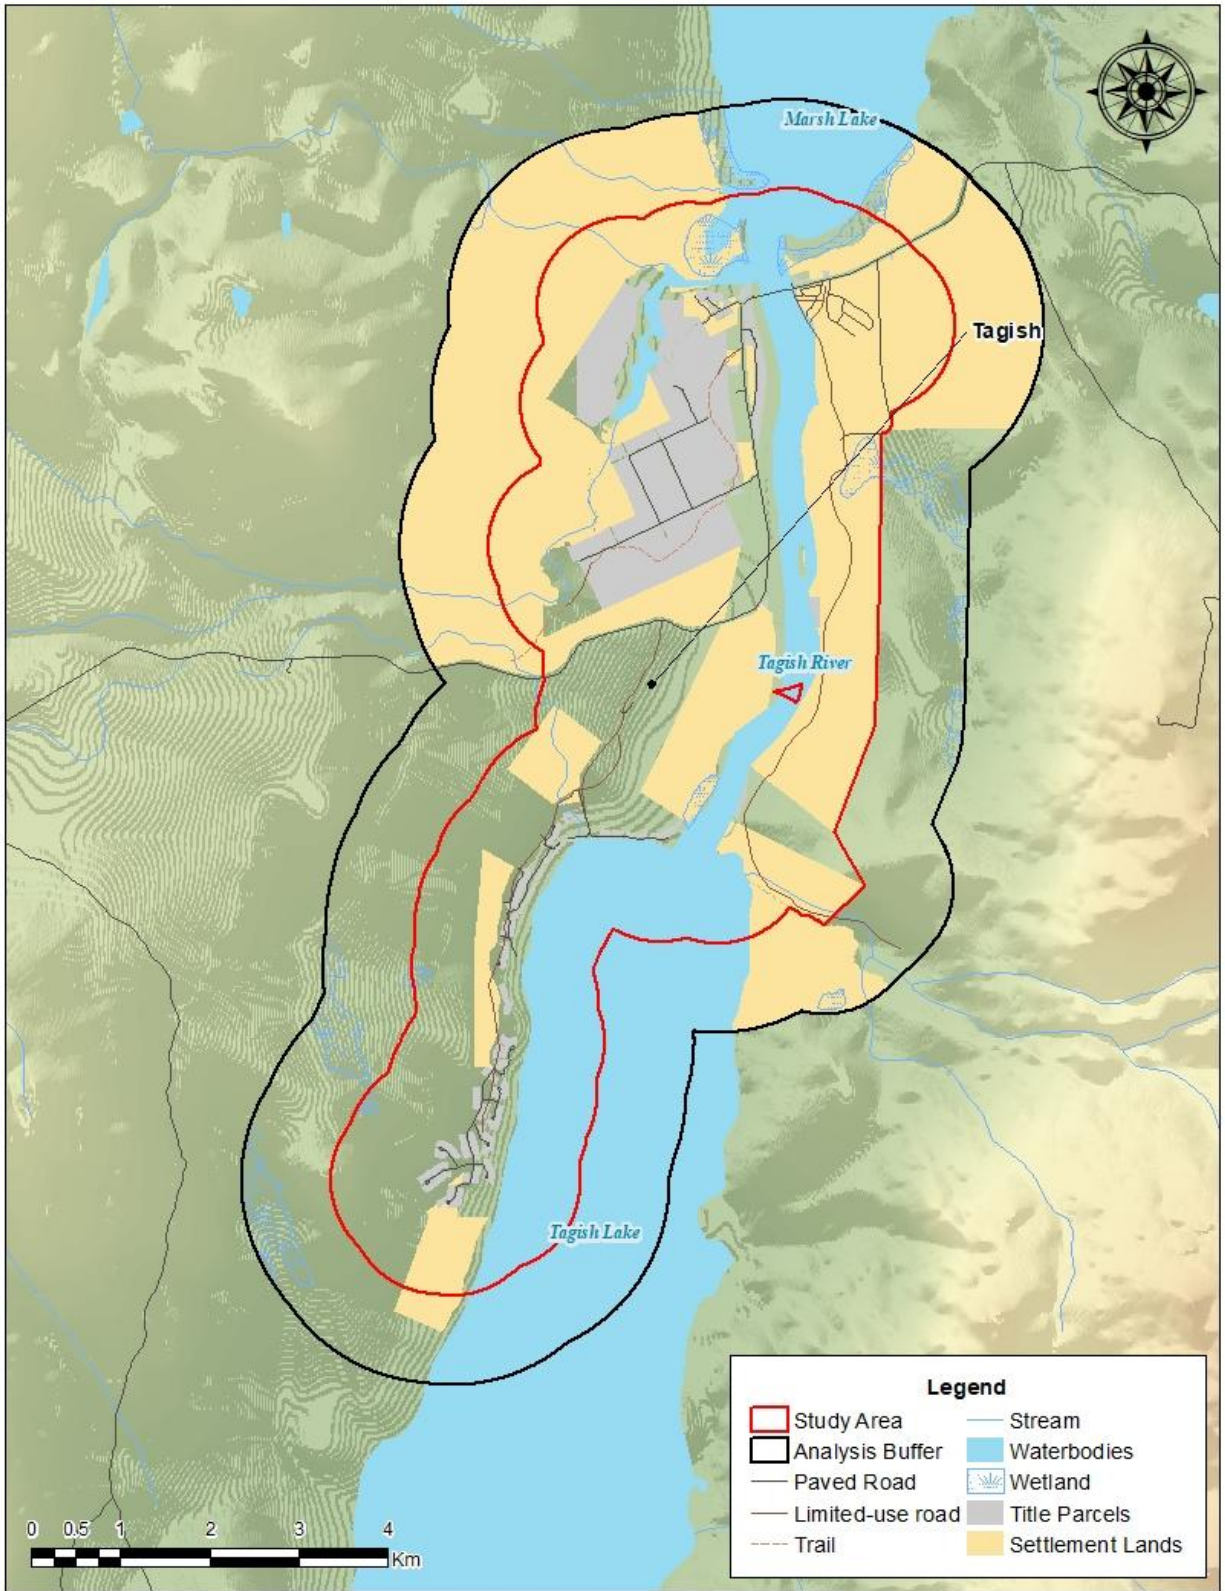 Marsh Lake
Tagish
Tagish River
Tagish Lake
Legend
Study Area
Analysis Buffer
Paved Road
Limited-use road
Trail
Stream
Waterbodies
Wetland
Title Parcels
Settlement Lands
0 0.5 1 2 3 4
Km